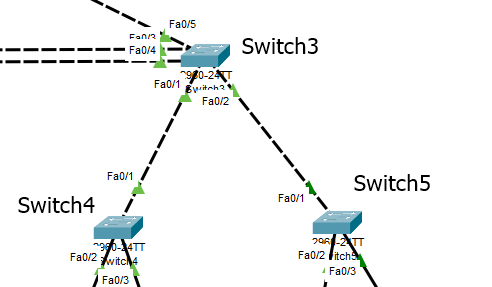 Fa0/5
Fa0/3
Fa0/4
Switch3
2960-24TT
Switch3
Fa0/1
Fa0/2
Fa0/1
Switch5
Fa0/1
Switch4
2960-24TT
Switch4
Fa0/2
Fa0/3
2960-24TT
Fa0/2
Fa0/3